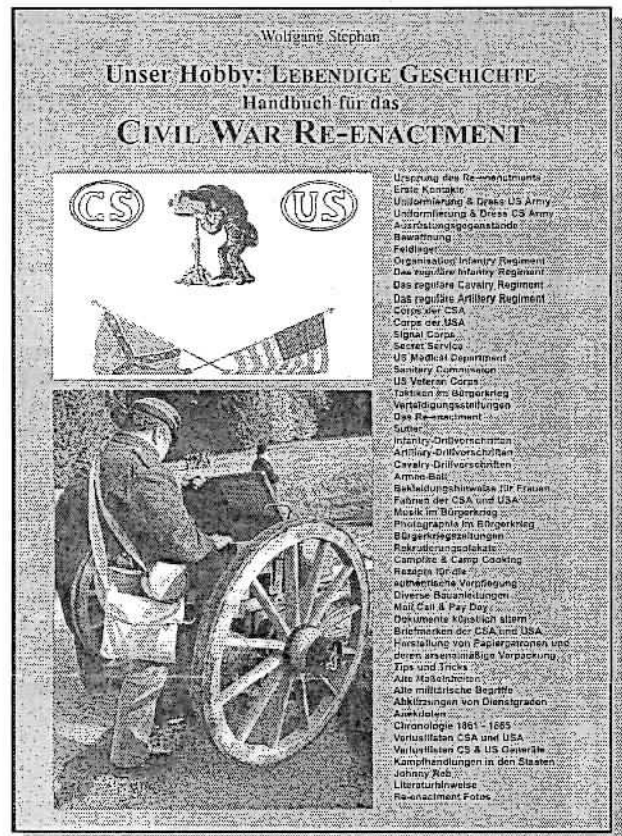 Wolfgang Stephan
Unser Hobby: LEBENDIGE GESCHICHTE
Handbuch für das
CIVIL WAR RE-ENACTMENT
CS
US
Ursprung des Re-enenactments
Erste Kontakte
Uniformierung & Dress US Army
Uniformierung & Dress CS Army
Ausrüstungsgegenstände
Bewaffnung
Feldlager
Organisation Infantry Regiment
Das reguläre Infantry Regiment
Das reguläre Cavalry Regiment
Das reguläre Artillery Regiment
Corps der CSA
Corps der USA
Signal Corps
Secret Service
US Medical Department
Sanitary Commission
US Veteran Corps
Taktiken im Bürgerkrieg
Verteidigungsstellungen
Das Re-enactment
Sutler
Infantry-Drillvorschriften
Artillery-Drillvorschriften
Cavalry-Drillvorschriften
Armee-Ball
Bekleidungshinweise für Frauen
Fahnen der CSA und USA
Musik im Bürgerkrieg
Photographie im Bürgerkrieg
Bürgerkriegszeitungen
Rekrutierungsplakate
Campfire & Camp Cooking
Rezepte für die
authentische Verpflegung
Diverse Bauanleitungen
Mail Call & Pay Day
Dokumente künstlich altern
Briefmarken der CSA und USA
Herstellung von Papierpatronen und
deren arsenalmäßige Verpackung
Tips und Tricks
Alte Maßeinheiten
Alte militärische Begriffe
Abkürzungen von Dienstgraden
Anekdoten
Chronologie 1861 - 1865
Verlustlisten CSA und USA
Verlustlisten CS & US Generäle
Kampfhandlungen in den Staaten
Johnny Reb
Literaturhinweise
Re-enactment Fotos